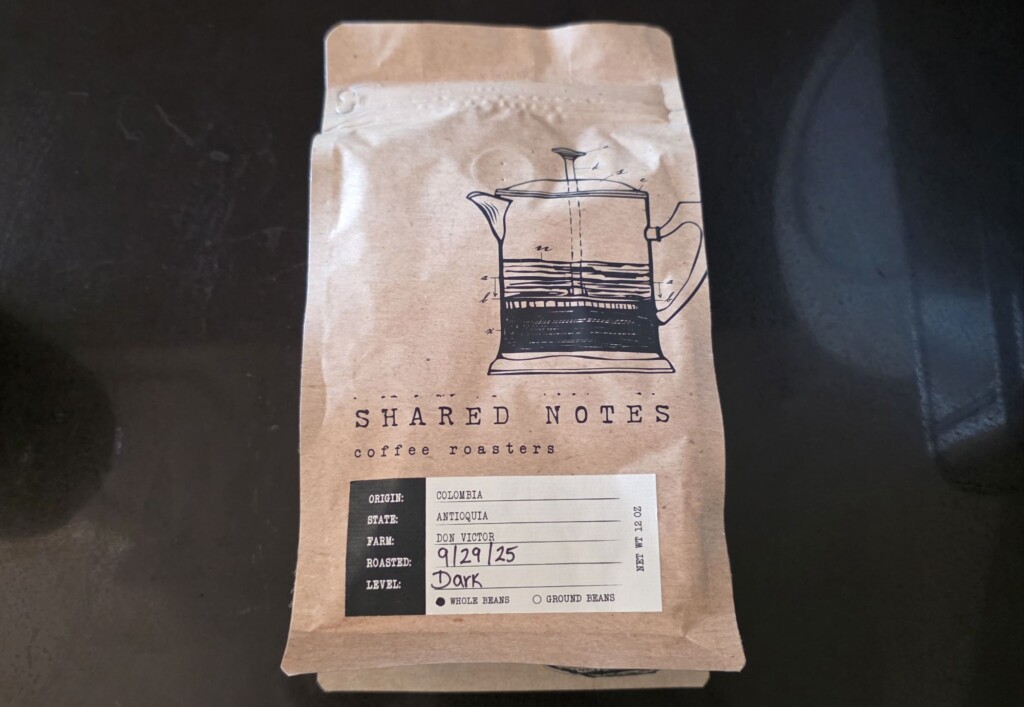 SHARED NOTES
coffee roasters
ORIGIN: COLOMBIA
STATE: ANTIOQUIA
FARM: DON VICTOR
ROASTED: 9/29/25
LEVEL: Dark
● WHOLE BEANS ○ GROUND BEANS
NET WT 12 OZ